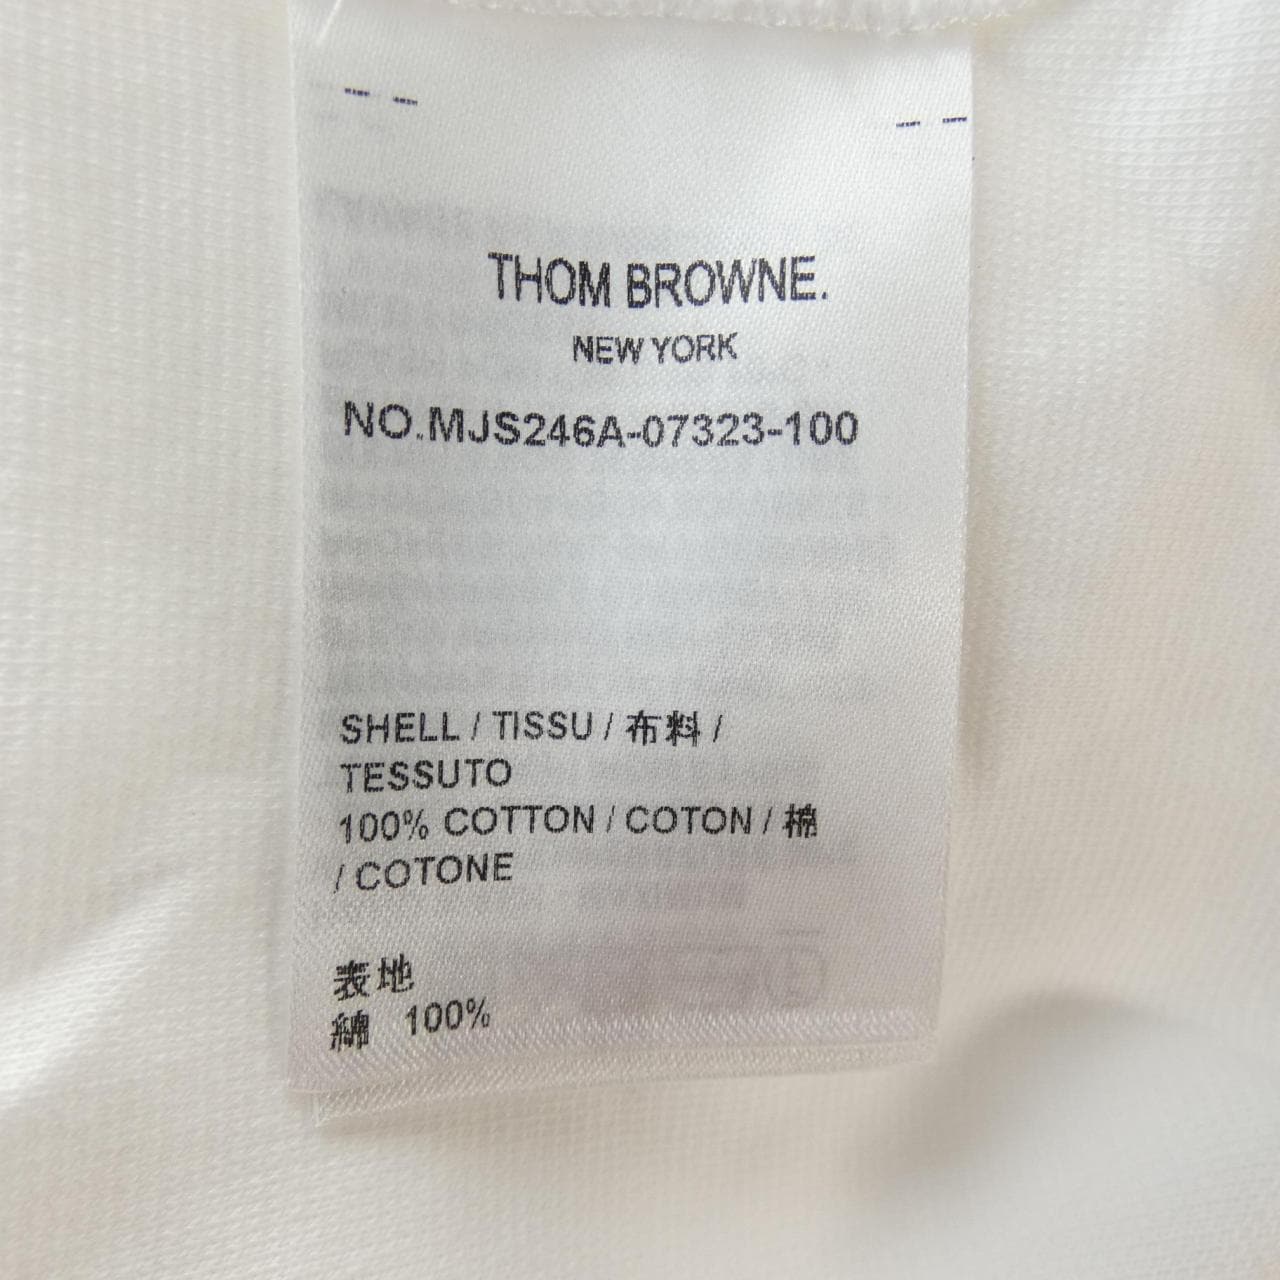 THOM BROWNE.
NEW YORK
NO.MJS246A-07323-100
SHELL / TISSU / 布料 /
TESSUTO
100% COTTON / COTON / 棉
/ COTONE
表地
綿 100%